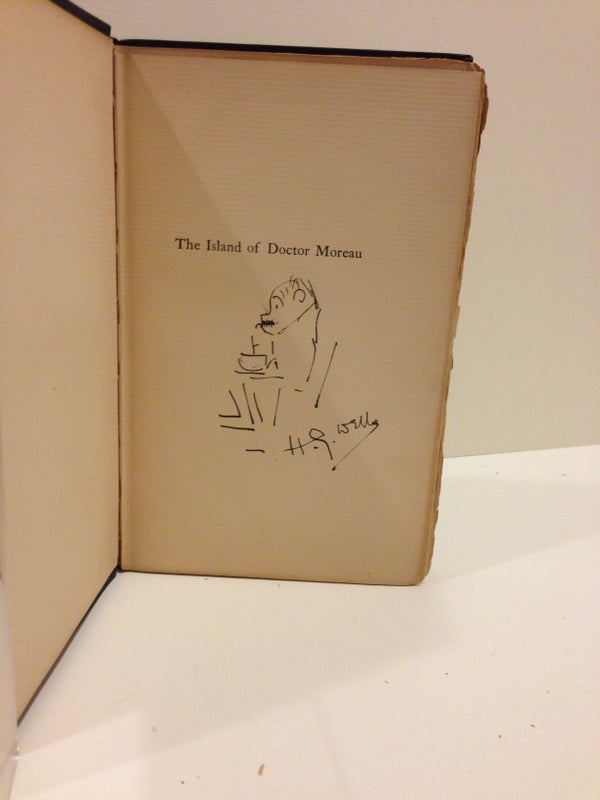 The Island of Doctor Moreau
H.G. Wells